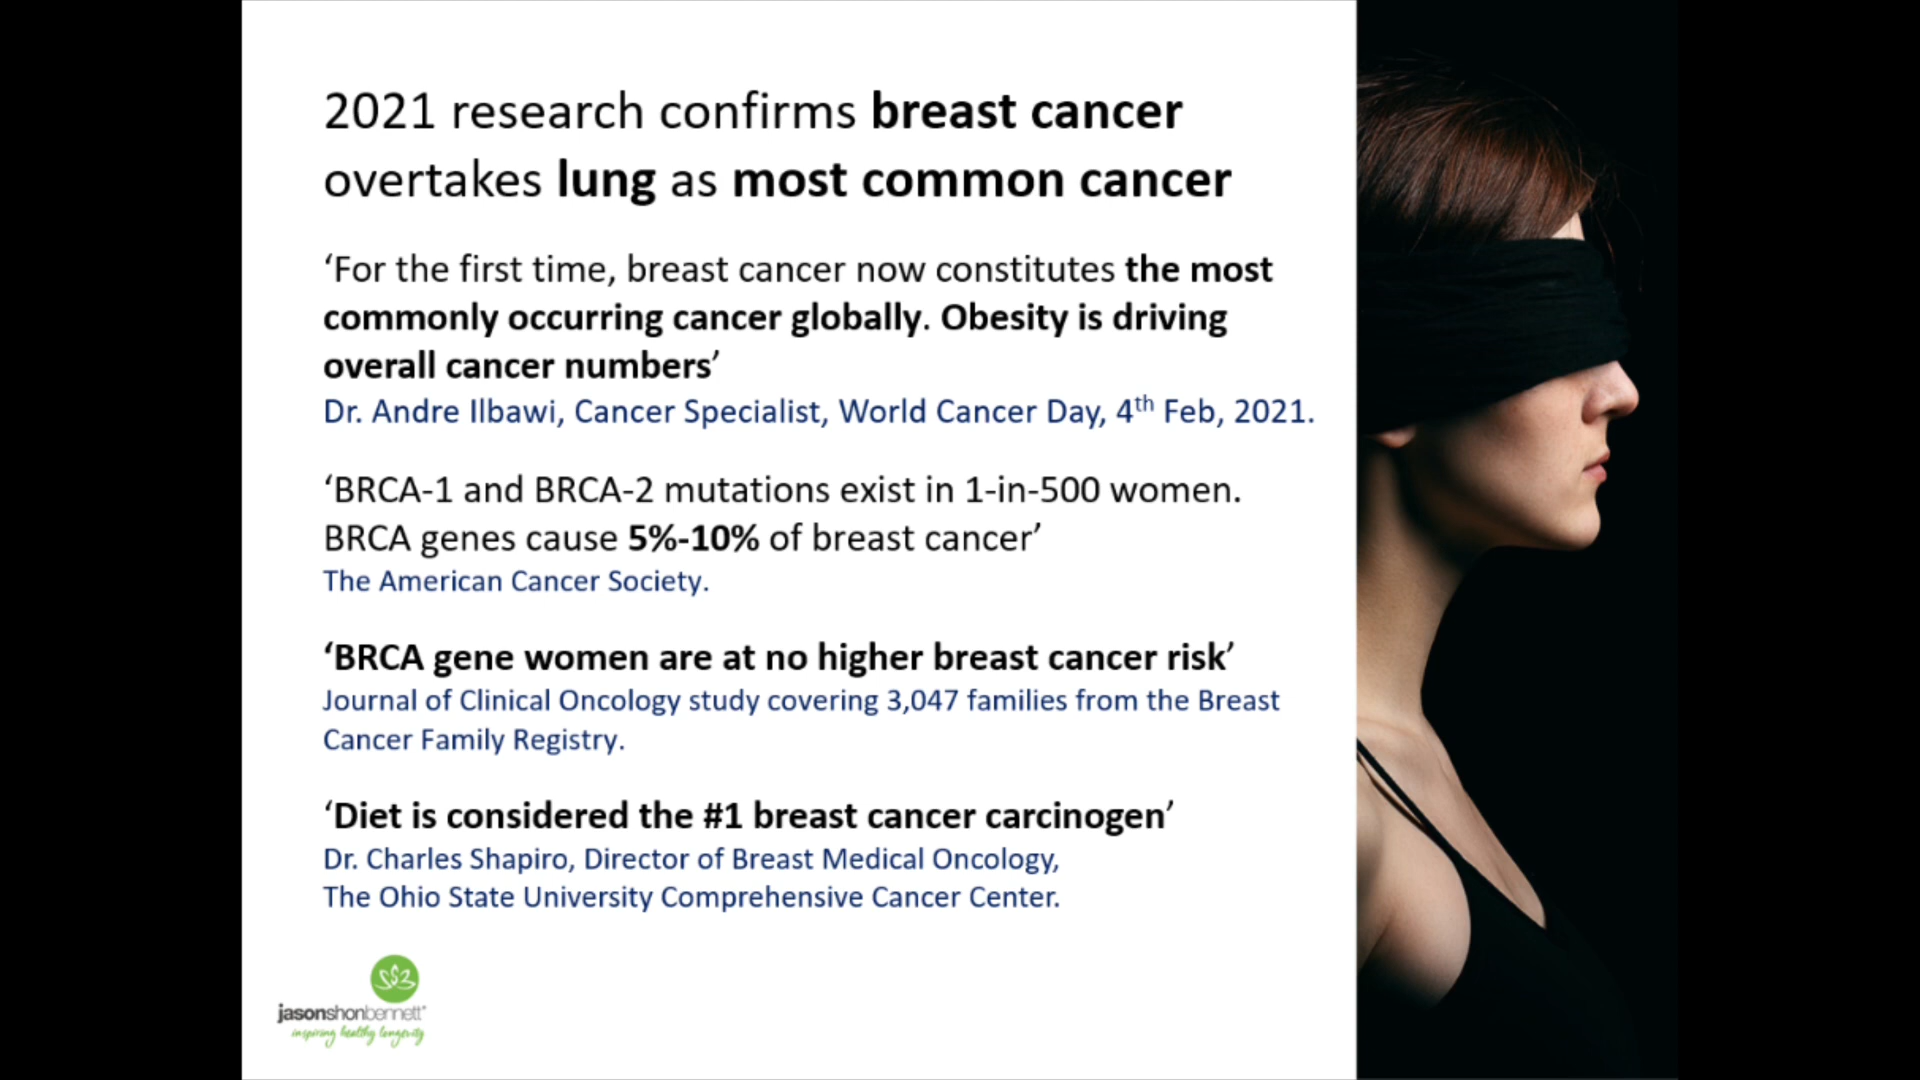 2021 research confirms breast cancer
overtakes lung as most common cancer
‘For the first time, breast cancer now constitutes the most
commonly occurring cancer globally. Obesity is driving
overall cancer numbers’
Dr. Andre Ilbawi, Cancer Specialist, World Cancer Day, 4th Feb, 2021.
‘BRCA-1 and BRCA-2 mutations exist in 1-in-500 women.
BRCA genes cause 5%-10% of breast cancer’
The American Cancer Society.
‘BRCA gene women are at no higher breast cancer risk’
Journal of Clinical Oncology study covering 3,047 families from the Breast
Cancer Family Registry.
‘Diet is considered the #1 breast cancer carcinogen’
Dr. Charles Shapiro, Director of Breast Medical Oncology,
The Ohio State University Comprehensive Cancer Center.
jasonshonbennett
inspiring healthy longevity